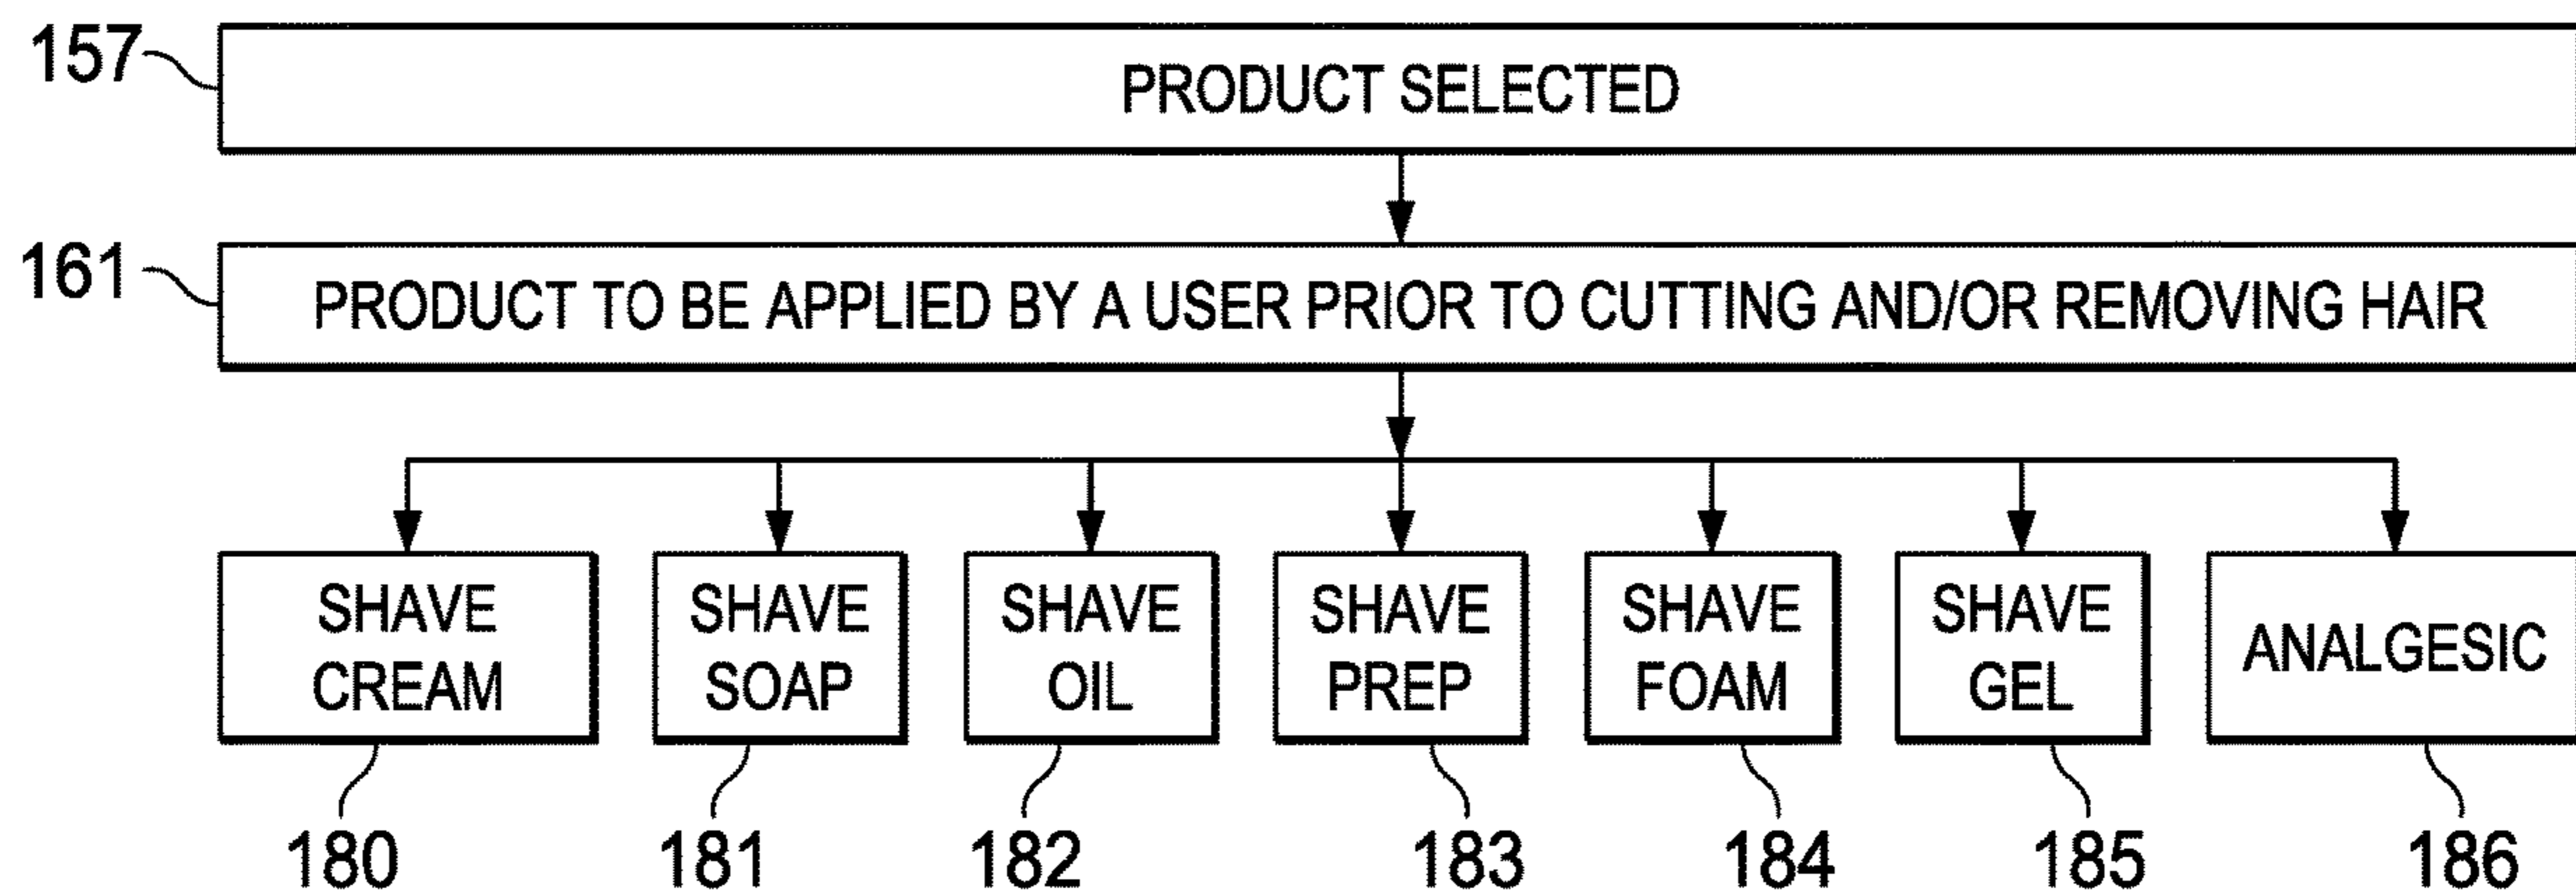 157
PRODUCT SELECTED
161
PRODUCT TO BE APPLIED BY A USER PRIOR TO CUTTING AND/OR REMOVING HAIR
SHAVE
CREAM
SHAVE
SOAP
SHAVE
OIL
SHAVE
PREP
SHAVE
FOAM
SHAVE
GEL
ANALGESIC
180
181
182
183
184
185
186